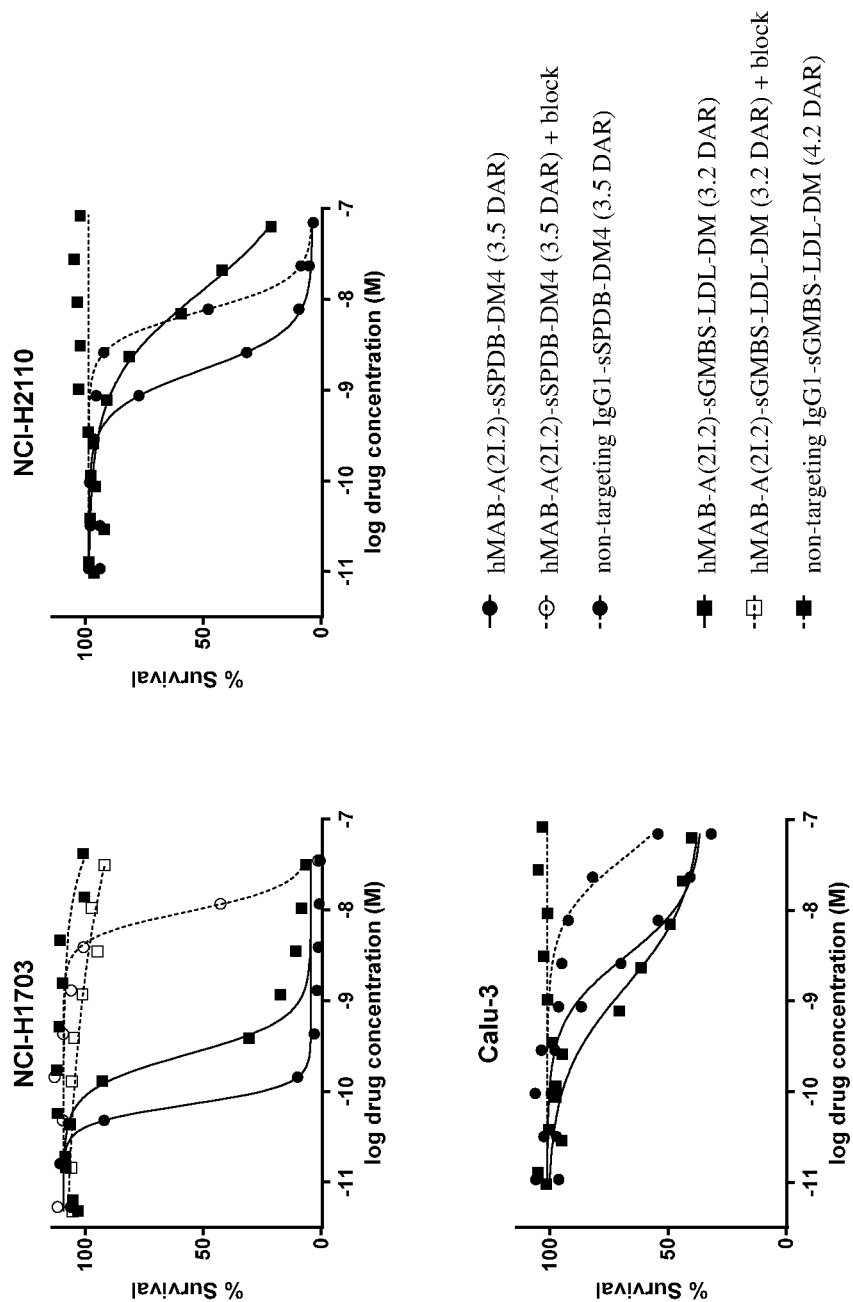 NCI-H1703
% Survival
100
50
0
-11
-10
-9
-8
-7
log drug concentration (M)
NCI-H2110
% Survival
100
50
0
-11
-10
-9
-8
-7
log drug concentration (M)
Calu-3
% Survival
100
50
0
-11
-10
-9
-8
-7
log drug concentration (M)
hMAB-A(2I.2)-sSPDB-DM4 (3.5 DAR)
hMAB-A(2I.2)-sSPDB-DM4 (3.5 DAR) + block
non-targeting IgG1-sSPDB-DM4 (3.5 DAR)
hMAB-A(2I.2)-sGMBS-LDL-DM (3.2 DAR)
hMAB-A(2I.2)-sGMBS-LDL-DM (3.2 DAR) + block
non-targeting IgG1-sGMBS-LDL-DM (4.2 DAR)